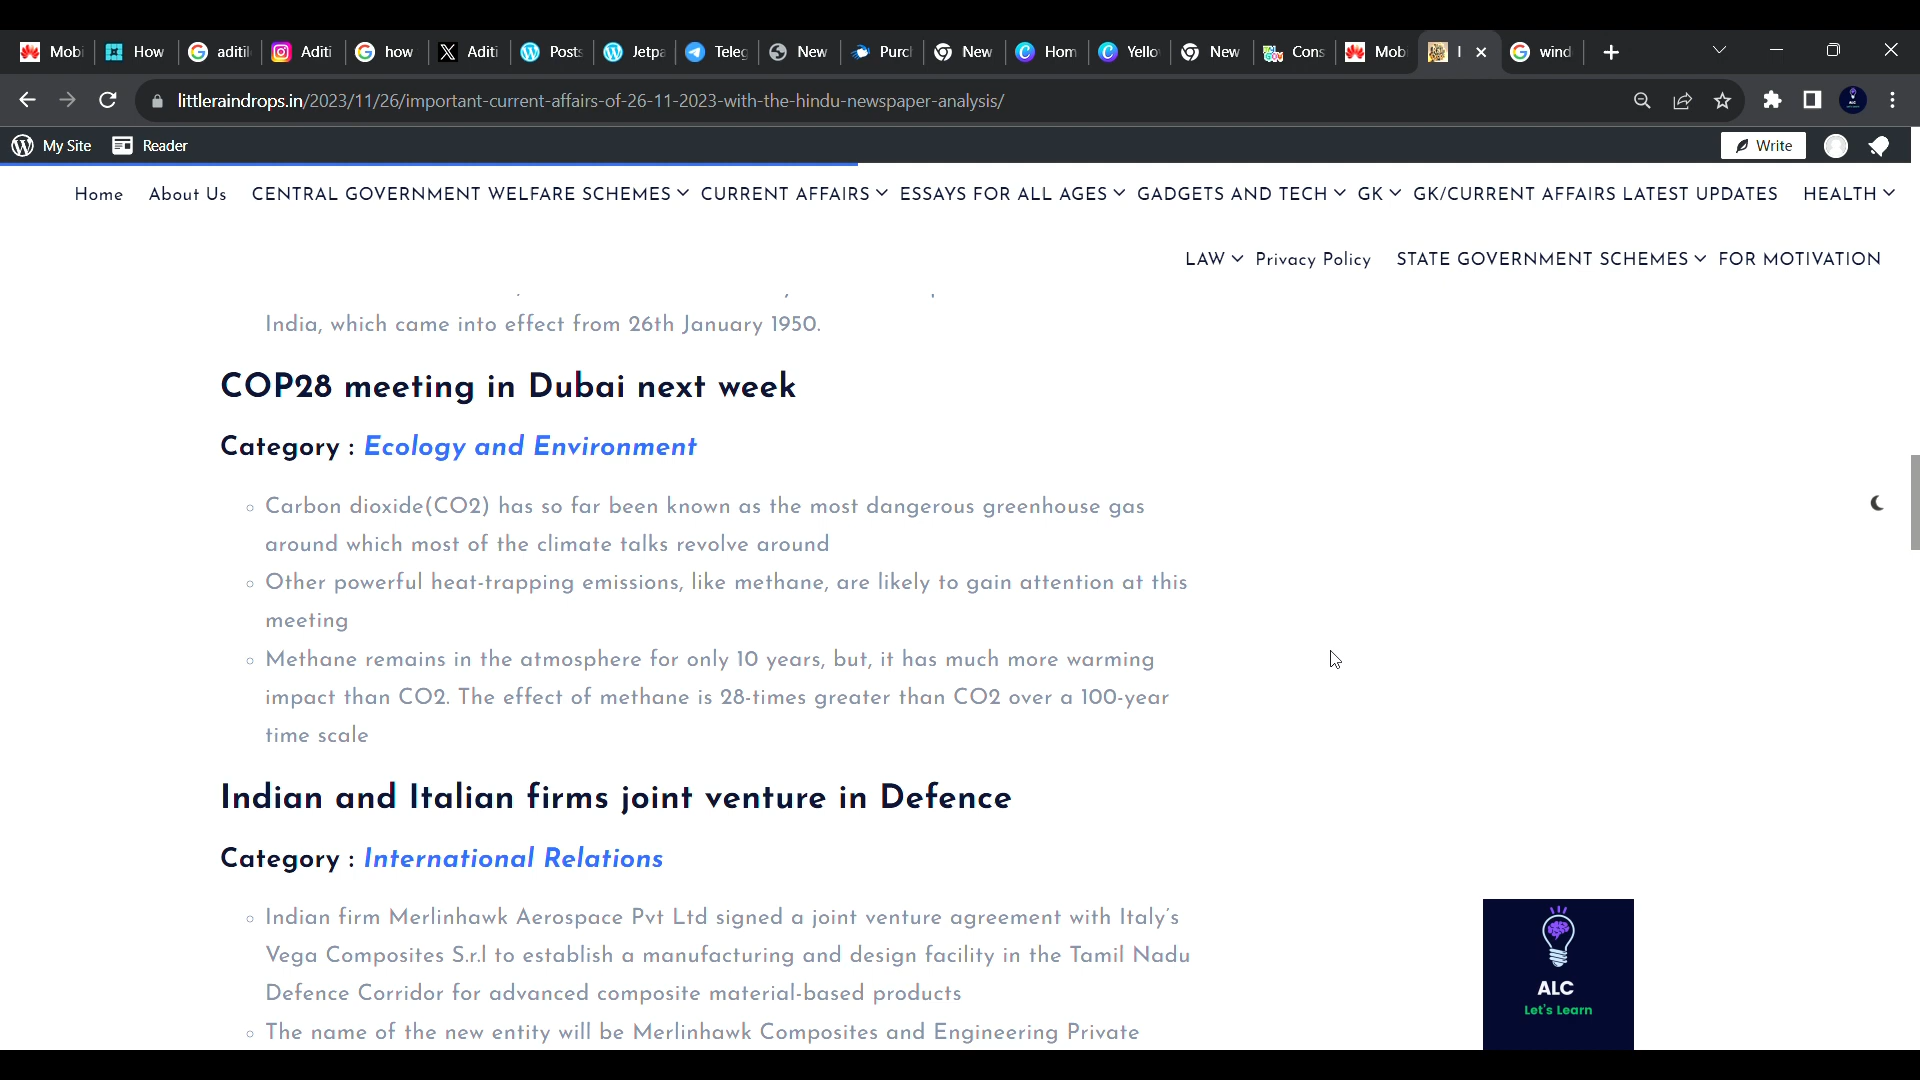 Mobi How aditil Aditi how Aditi Posts Jetpa Teleg New Purch New Hom Yello New Cons Mobi I wind
littleraindrops.in/2023/11/26/important-current-affairs-of-26-11-2023-with-the-hindu-newspaper-analysis/
My Site Reader Write
Home About Us CENTRAL GOVERNMENT WELFARE SCHEMES CURRENT AFFAIRS ESSAYS FOR ALL AGES GADGETS AND TECH GK GK/CURRENT AFFAIRS LATEST UPDATES HEALTH
LAW Privacy Policy STATE GOVERNMENT SCHEMES FOR MOTIVATION
India, which came into effect from 26th January 1950.
COP28 meeting in Dubai next week
Category : Ecology and Environment
Carbon dioxide(CO2) has so far been known as the most dangerous greenhouse gas
around which most of the climate talks revolve around
Other powerful heat-trapping emissions, like methane, are likely to gain attention at this
meeting
Methane remains in the atmosphere for only 10 years, but, it has much more warming
impact than CO2. The effect of methane is 28-times greater than CO2 over a 100-year
time scale
Indian and Italian firms joint venture in Defence
Category : International Relations
Indian firm Merlinhawk Aerospace Pvt Ltd signed a joint venture agreement with Italy's
Vega Composites S.r.l to establish a manufacturing and design facility in the Tamil Nadu
Defence Corridor for advanced composite material-based products
The name of the new entity will be Merlinhawk Composites and Engineering Private
ALC
Let's Learn